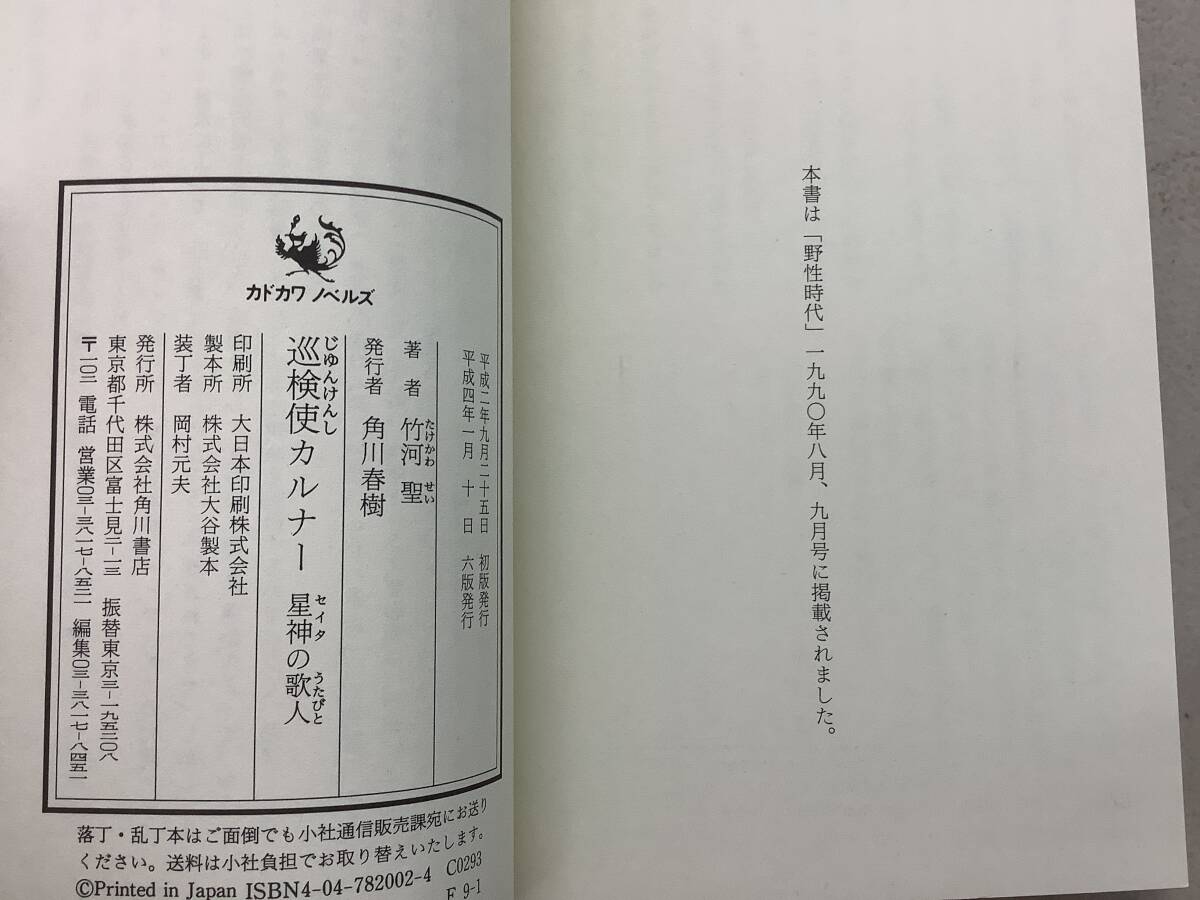 本書は「野性時代」一九九〇年八月、九月号に掲載されました。
カドカワ ノベルズ
平成二年九月二十五日 初版発行
平成四年一月 十 日 六版発行
著 者 竹河 聖
たけかわ せい
発行者 角川春樹
巡検使カルナー 星神の歌人
じゅんけんし セイタ うたびと
印刷所 大日本印刷株式会社
製本所 株式会社大谷製本
装丁者 岡村元夫
発行所 株式会社角川書店
東京都千代田区富士見二-一三 振替東京三-一九五二〇八
〒一〇二 電話 営業〇三-三八一七-八五二一 編集〇三-三八一七-八四五一
落丁・乱丁本はご面倒でも小社通信販売課宛にお送り
ください。送料は小社負担でお取り替えいたします。
©Printed in Japan ISBN4-04-782002-4 C0293
F 9-1